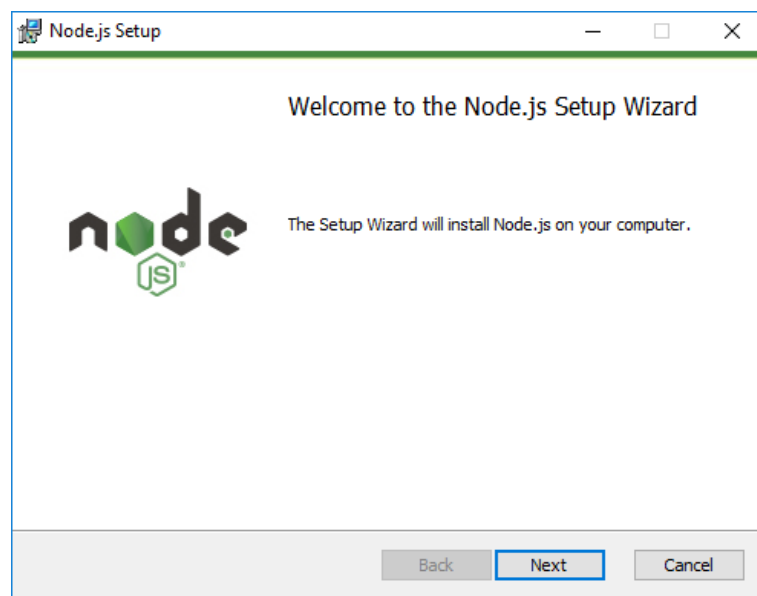 Node.js Setup
Welcome to the Node.js Setup Wizard
node
JS®
The Setup Wizard will install Node.js on your computer.
Back Next Cancel